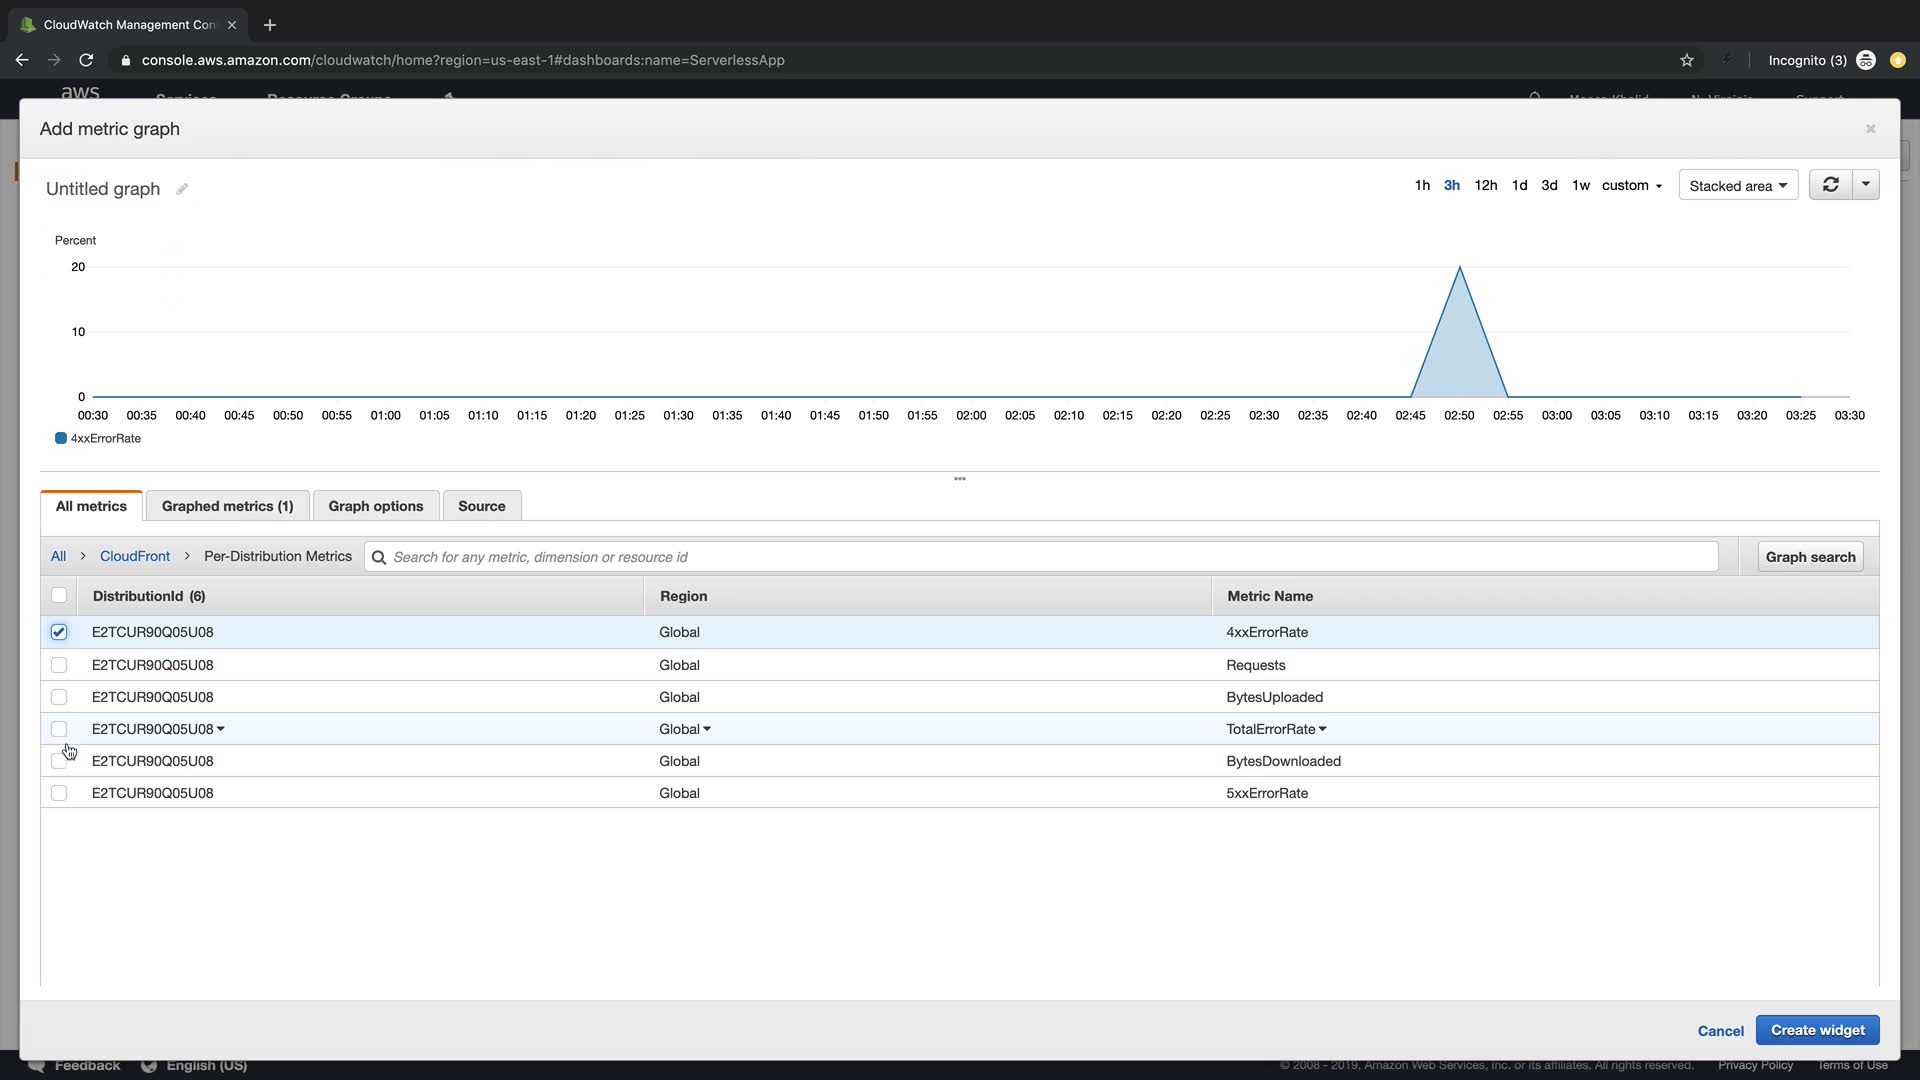 CloudWatch Management Con
console.aws.amazon.com/cloudwatch/home?region=us-east-1#dashboards:name=ServerlessApp
Incognito (3)
aws Services Resource Groups N. Virginia Support
Add metric graph
Untitled graph
1h 3h 12h 1d 3d 1w custom Stacked area
Percent
20
10
0
00:30 00:35 00:40 00:45 00:50 00:55 01:00 01:05 01:10 01:15 01:20 01:25 01:30 01:35 01:40 01:45 01:50 01:55 02:00 02:05 02:10 02:15 02:20 02:25 02:30 02:35 02:40 02:45 02:50 02:55 03:00 03:05 03:10 03:15 03:20 03:25 03:30
4xxErrorRate
All metrics Graphed metrics (1) Graph options Source
All > CloudFront > Per-Distribution Metrics Search for any metric, dimension or resource id Graph search
DistributionId (6) Region Metric Name
E2TCUR90Q05U08 Global 4xxErrorRate
E2TCUR90Q05U08 Global Requests
E2TCUR90Q05U08 Global BytesUploaded
E2TCUR90Q05U08 Global TotalErrorRate
E2TCUR90Q05U08 Global BytesDownloaded
E2TCUR90Q05U08 Global 5xxErrorRate
Cancel Create widget
Feedback English (US) © 2008 - 2019, Amazon Web Services, Inc. or its affiliates. All rights reserved. Privacy Policy Terms of Use